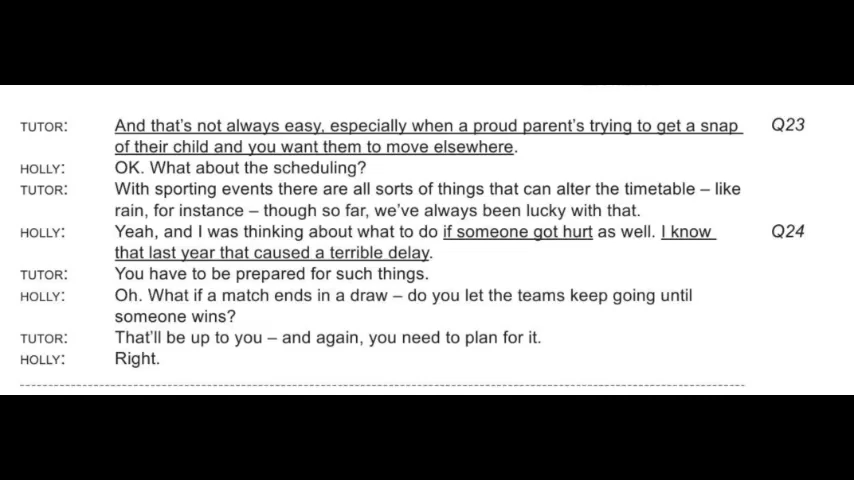 TUTOR: And that's not always easy, especially when a proud parent's trying to get a snap Q23
of their child and you want them to move elsewhere.
HOLLY: OK. What about the scheduling?
TUTOR: With sporting events there are all sorts of things that can alter the timetable – like
rain, for instance – though so far, we've always been lucky with that.
HOLLY: Yeah, and I was thinking about what to do if someone got hurt as well. I know Q24
that last year that caused a terrible delay.
TUTOR: You have to be prepared for such things.
HOLLY: Oh. What if a match ends in a draw – do you let the teams keep going until
someone wins?
TUTOR: That'll be up to you – and again, you need to plan for it.
HOLLY: Right.